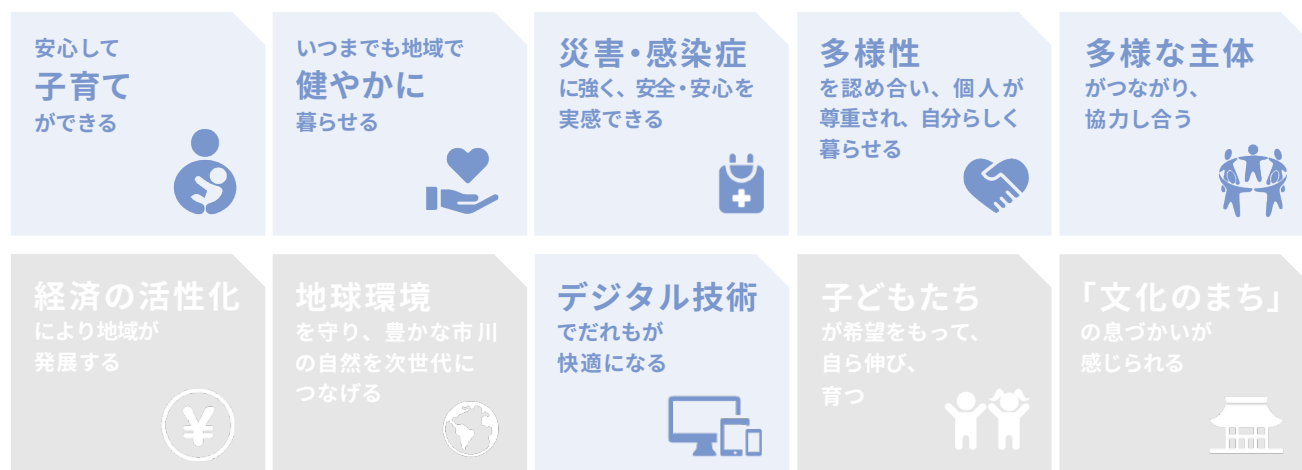 安心して
子育て
ができる
いつまでも地域で
健やかに
暮らせる
災害・感染症
に強く、安全・安心を
実感できる
多様性
を認め合い、個人が
尊重され、自分らしく
暮らせる
多様な主体
がつながり、
協力し合う
経済の活性化
により地域が
発展する
地球環境
を守り、豊かな市川
の自然を次世代に
つなげる
デジタル技術
でだれもが
快適になる
子どもたち
が希望をもって、
自ら伸び、
育つ
「文化のまち」
の息づかいが
感じられる